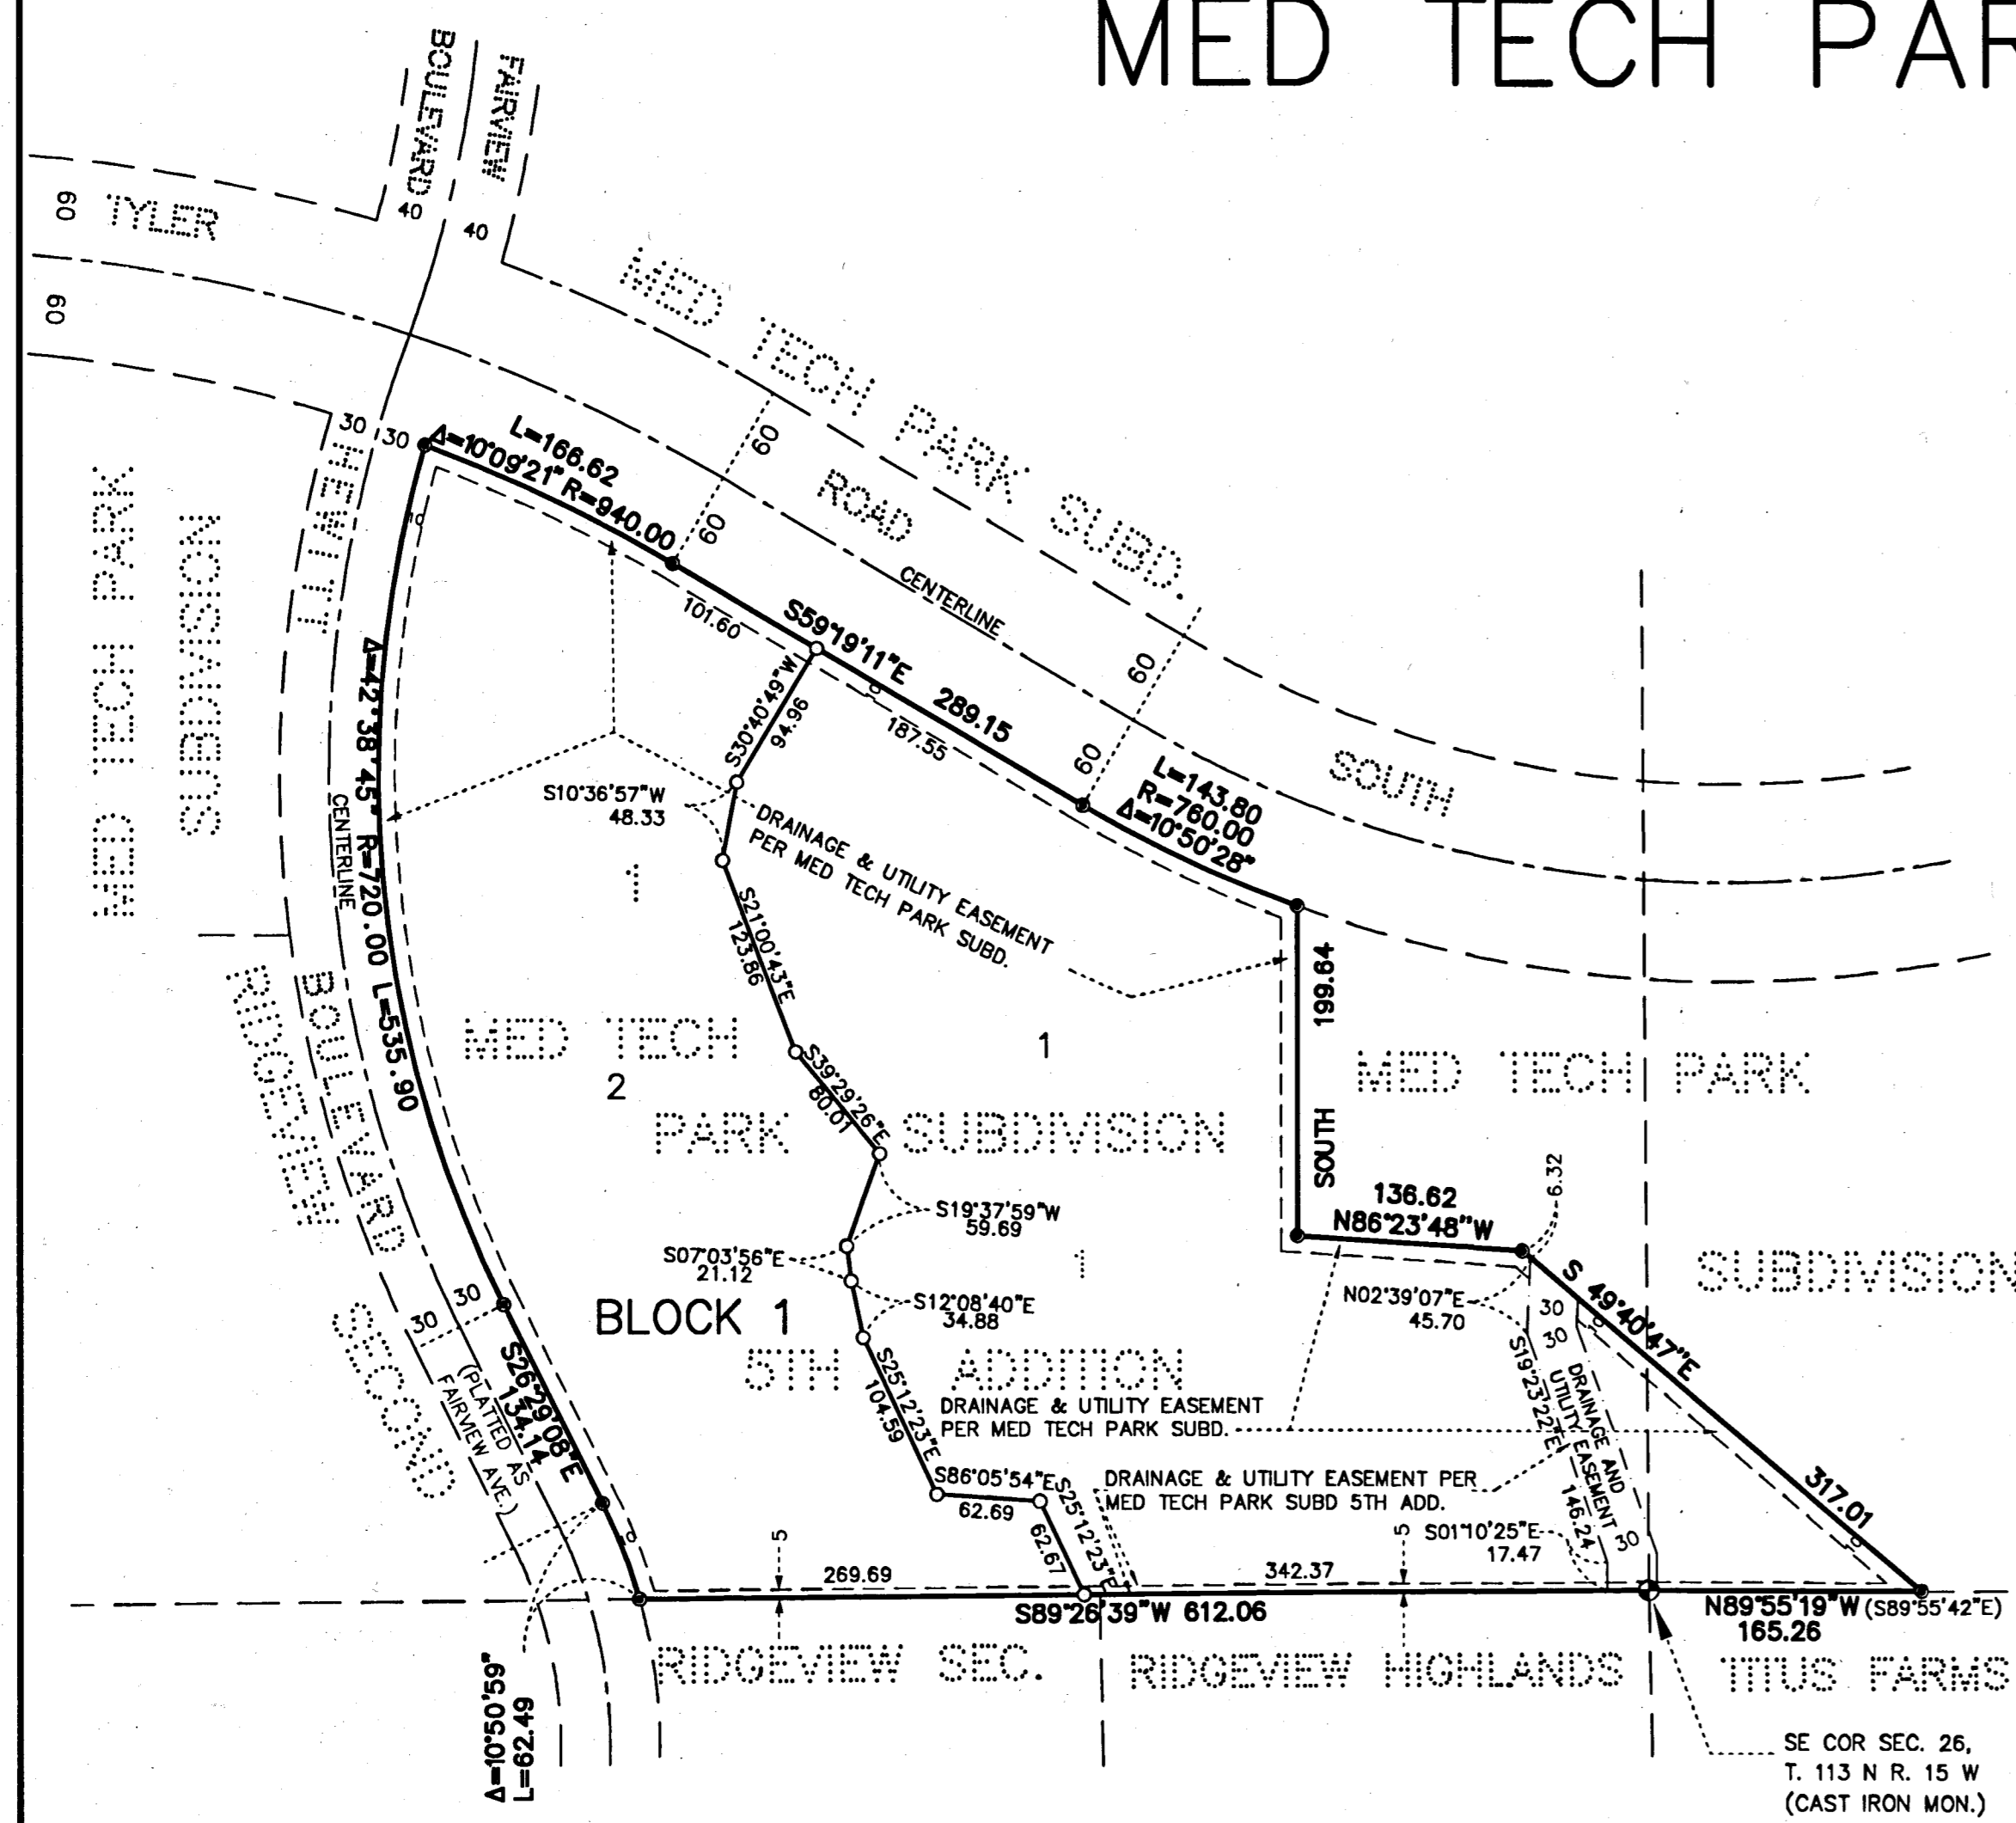 MED TECH PAR
BOULEVARD
FAIRVIEW
60
TYLER
40
40
60
MED TECH PARK SUBD.
30
30
L=166.62
Δ=10°09'21" R=940.00
60
60
ROAD
CENTERLINE
HEWITT
10
MED TECH PARK
SUBDIVISION
101.60
S59°19'11"E 289.15
10
187.55
60
60
SOUTH
L=143.80
R=760.00
Δ=10°50'28"
S30°40'49"W
94.96
Δ=42°38'45" R=720.00 L=535.90
CENTERLINE
S10°36'57"W
48.33
1
DRAINAGE & UTILITY EASEMENT
PER MED TECH PARK SUBD.
S21°00'43"E
123.86
199.64
SOUTH
BOULEVARD
RIDGEVIEW
SECOND
MED TECH
2
PARK SUBDIVISION
1
MED TECH PARK
SUBDIVISION
S39°29'26"E
80.01
S19°37'59"W
59.69
S07°03'56"E
21.12
1
136.62
N86°23'48"W
6.32
S12°08'40"E
34.88
BLOCK 1
5TH ADDITION
N02°39'07"E
45.70
S 49°40'47"E
317.01
30
30
10
30
30
S26°29'08"E
134.14
(PLATTED AS
FAIRVIEW AVE.)
S25°12'23"E
104.59
DRAINAGE & UTILITY EASEMENT
PER MED TECH PARK SUBD.
S19°23'22"E
146.24
DRAINAGE AND
UTILITY EASEMENT
S86°05'54"E
62.69
S25°12'23"E
62.67
DRAINAGE & UTILITY EASEMENT PER
MED TECH PARK SUBD 5TH ADD.
S01°10'25"E
17.47
30
10
10
5
269.69
5
342.37
S89°26'39"W 612.06
N89°55'19"W (S89°55'42"E)
165.26
RIDGEVIEW SEC.
RIDGEVIEW HIGHLANDS
TITUS FARMS
Δ=10°50'59"
L=62.49
SE COR SEC. 26,
T. 113 N R. 15 W
(CAST IRON MON.)